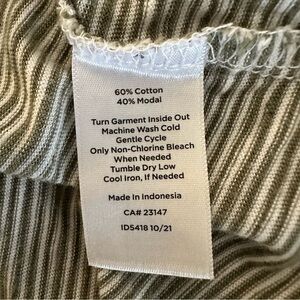 60% Cotton
40% Modal
Turn Garment Inside Out
Machine Wash Cold
Gentle Cycle
Only Non-Chlorine Bleach
When Needed
Tumble Dry Low
Cool Iron, If Needed
Made in Indonesia
CA# 23147
ID5418 10/21